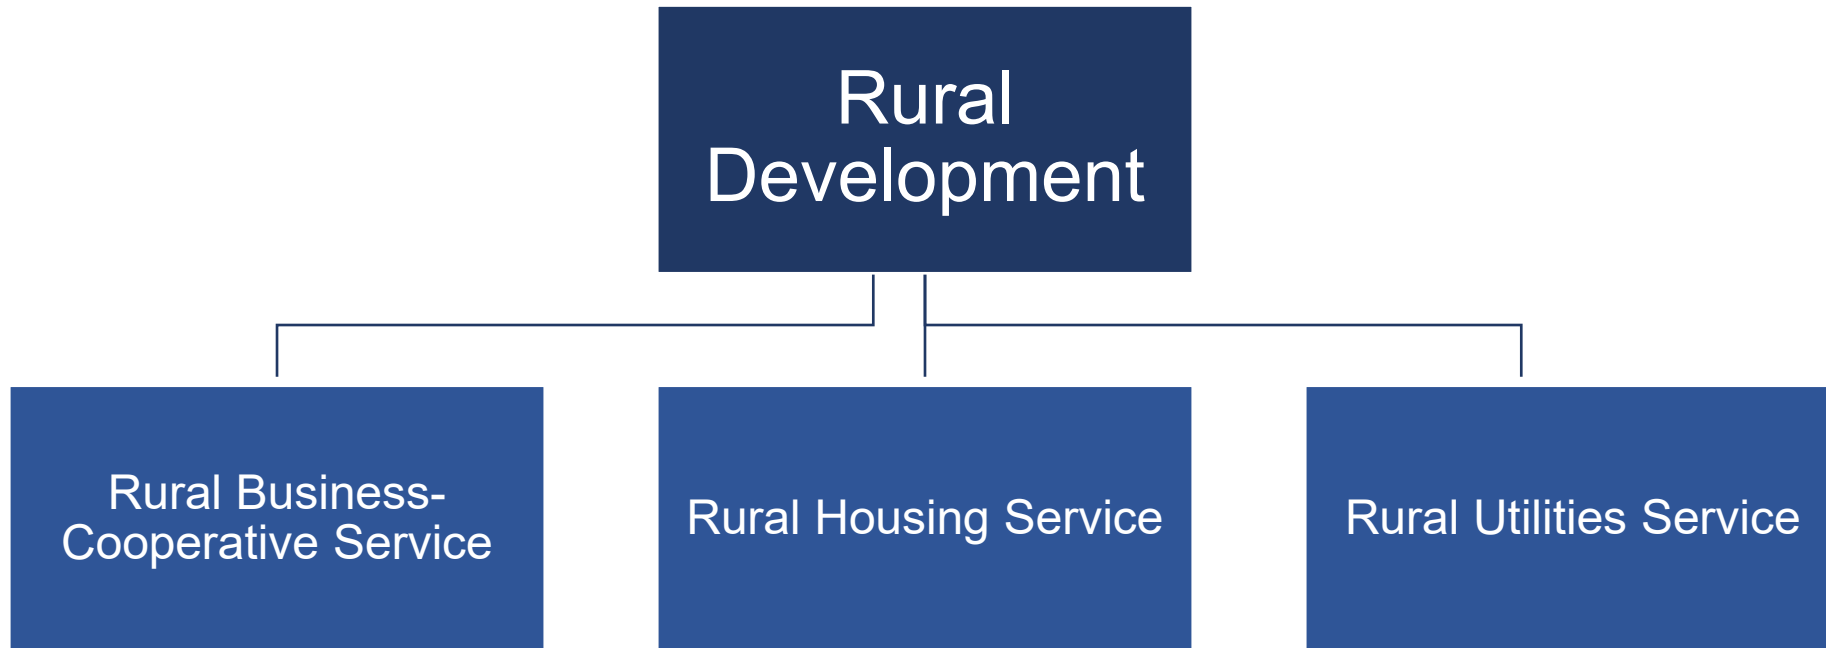 Rural
Development
Rural Business-
Cooperative Service
Rural Housing Service
Rural Utilities Service